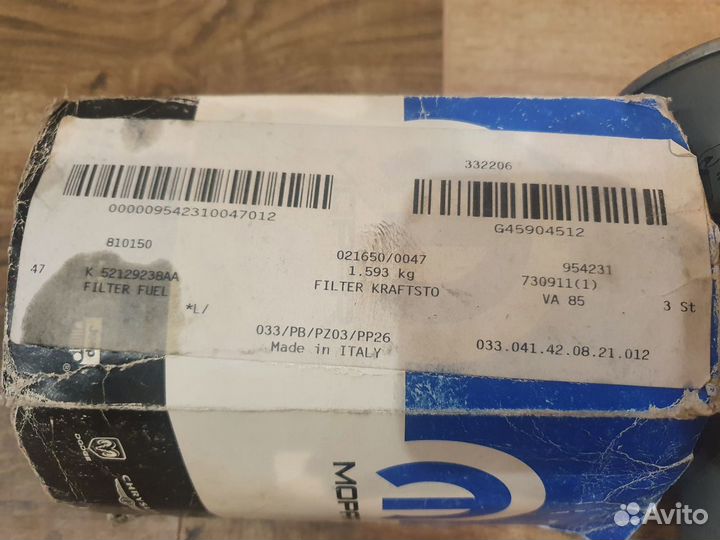 332206
000009542310047012
G45904512
810150
021650/0047
954231
47
K 52129238AA
1.593 kg
730911(1)
FILTER FUEL
FILTER KRAFTSTO
VA 85
3 St
*L/
033/PB/PZ03/PP26
Made in ITALY
033.041.42.08.21.012
DODGE
Avito